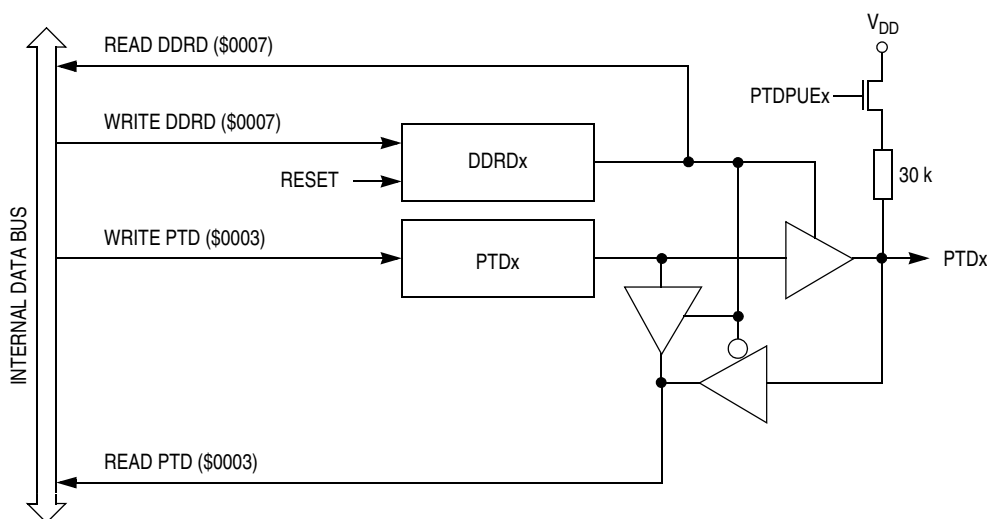 V_DD
READ DDRD ($0007)
PTDPUEx
WRITE DDRD ($0007)
DDRDx
RESET
30 k
WRITE PTD ($0003)
PTDx
PTDx
INTERNAL DATA BUS
READ PTD ($0003)